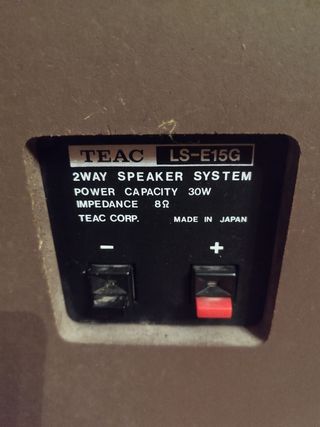 TEAC LS-E15G
2WAY SPEAKER SYSTEM
POWER CAPACITY 30W
IMPEDANCE 8Ω
TEAC CORP. MADE IN JAPAN
- +